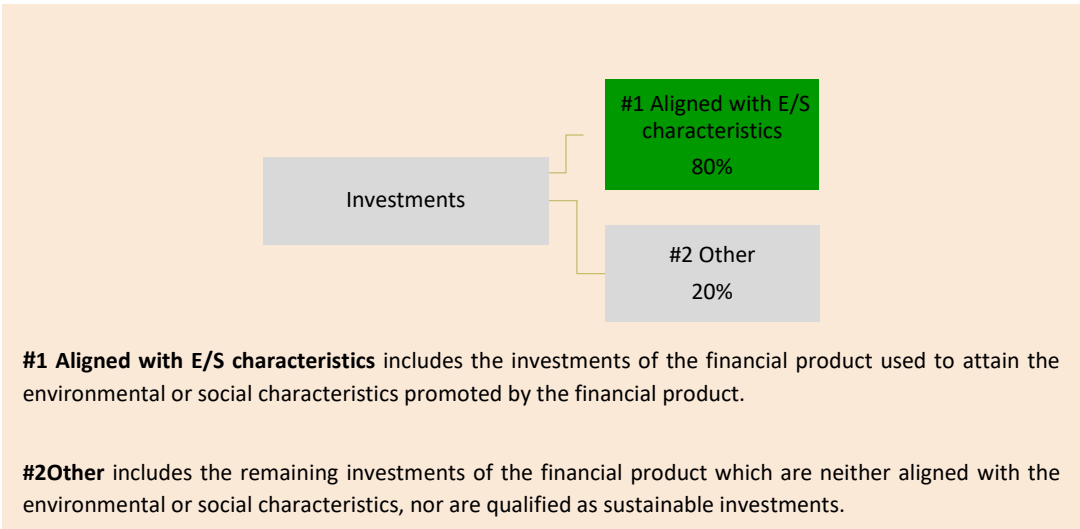 #1 Aligned with E/S
characteristics
80%
Investments
#2 Other
20%
#1 Aligned with E/S characteristics includes the investments of the financial product used to attain the
environmental or social characteristics promoted by the financial product.
#2Other includes the remaining investments of the financial product which are neither aligned with the
environmental or social characteristics, nor are qualified as sustainable investments.